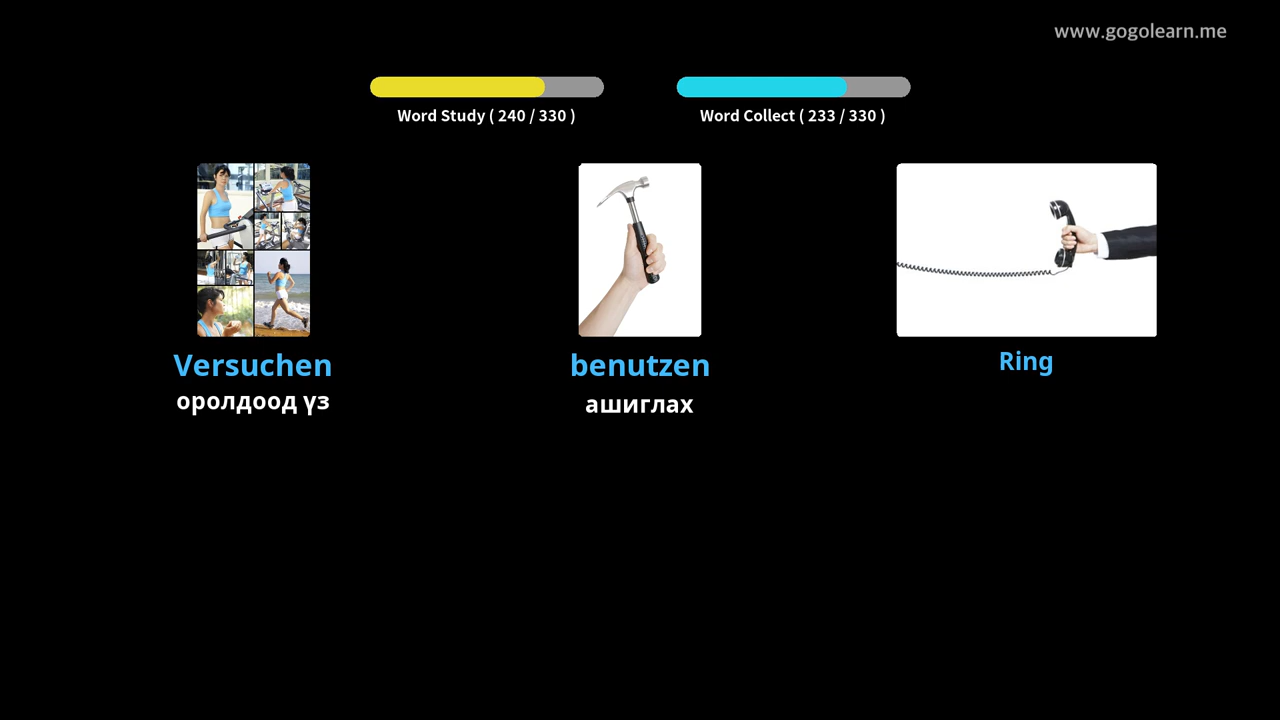 www.gogolearn.me
Word Study ( 240 / 330 )
Word Collect ( 233 / 330 )
Versuchen
оролдоод үз
benutzen
ашиглах
Ring